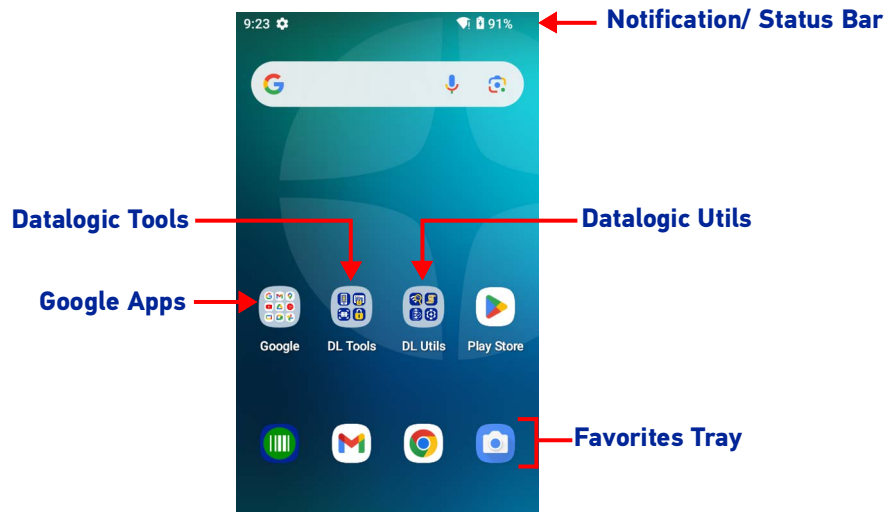 9:23 91%
Notification/ Status Bar
Datalogic Tools
Datalogic Utils
Google Apps
Google DL Tools DL Utils Play Store
Favorites Tray